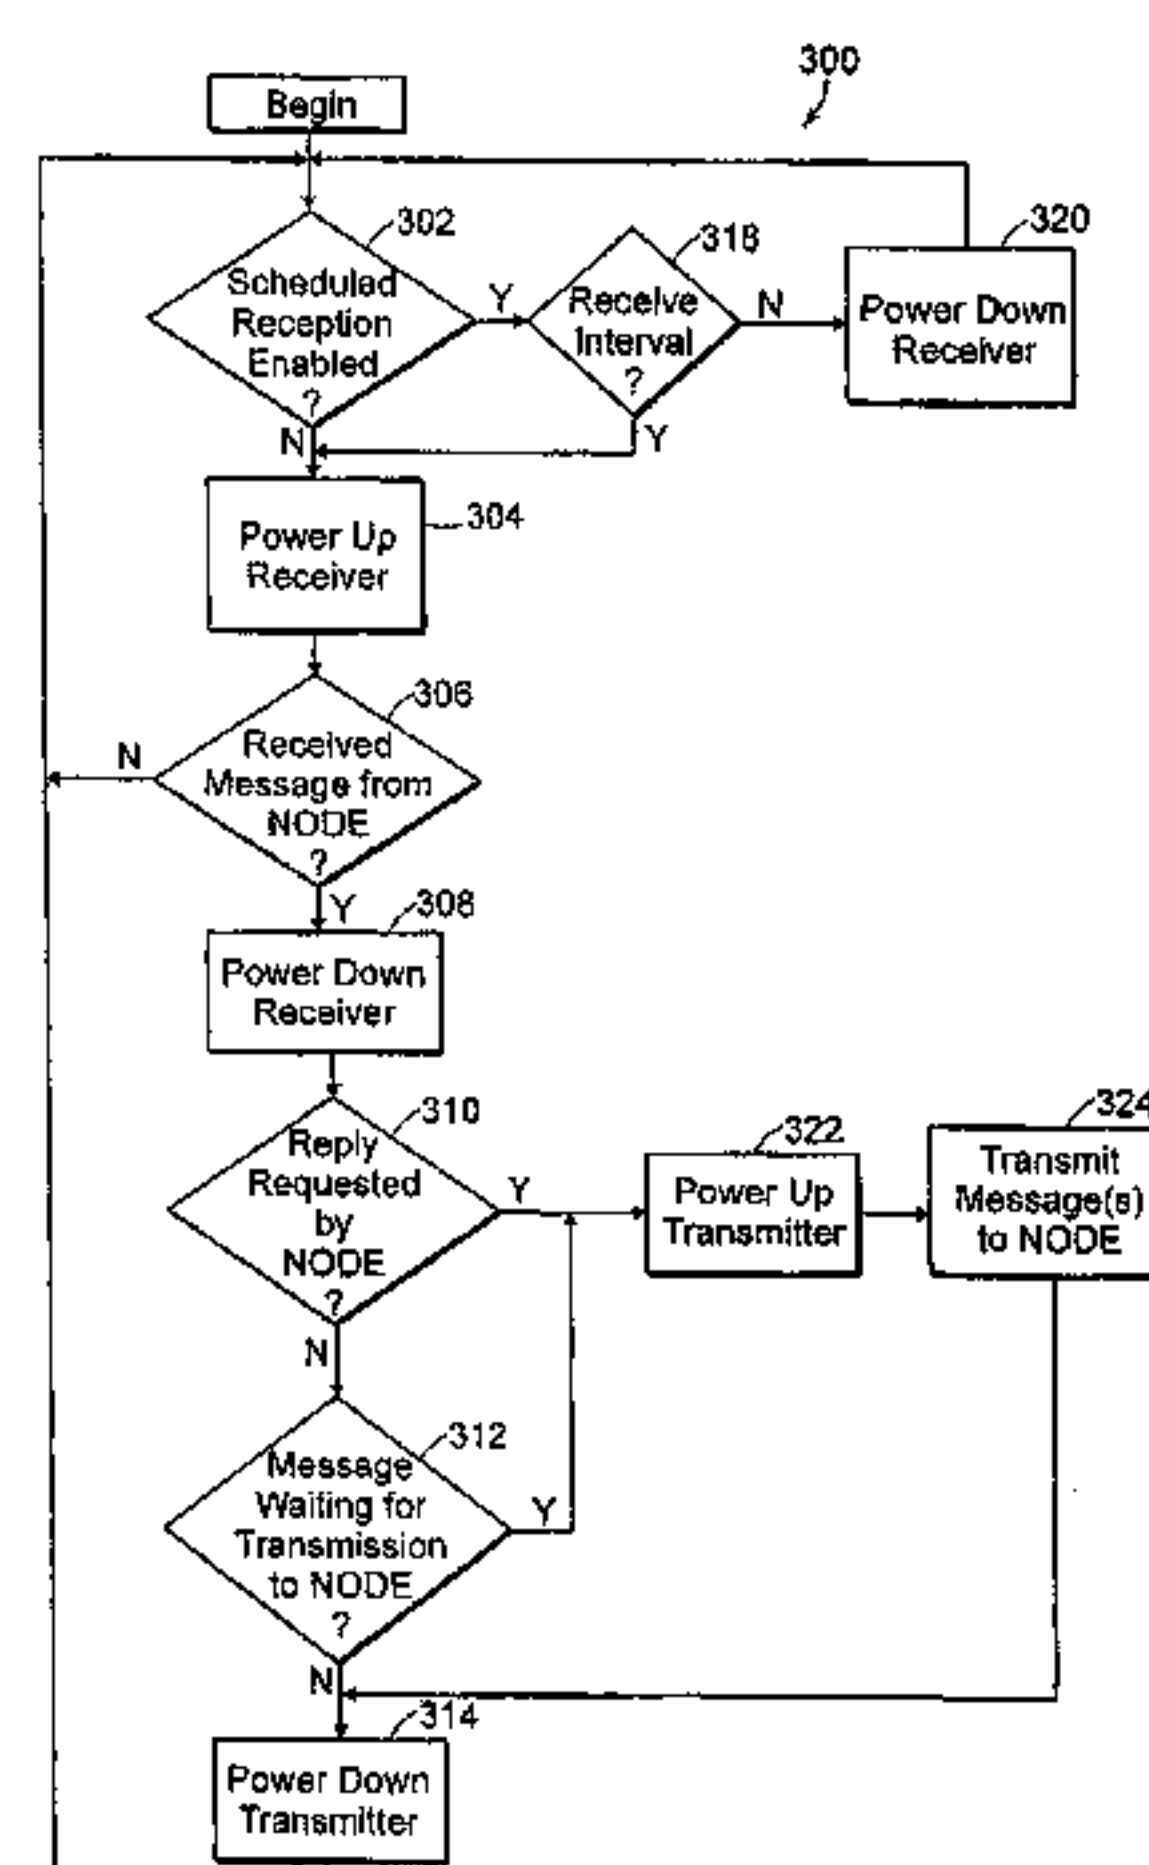 300
Begin
302
Scheduled
Reception
Enabled
?
Y
N
318
Receive
Interval
?
N
Y
320
Power Down
Receiver
304
Power Up
Receiver
306
Received
Message from
NODE
?
N
Y
308
Power Down
Receiver
310
Reply
Requested
by
NODE
?
Y
N
322
Power Up
Transmitter
324
Transmit
Message(s)
to NODE
312
Message
Waiting for
Transmission
to NODE
?
Y
N
314
Power Down
Transmitter